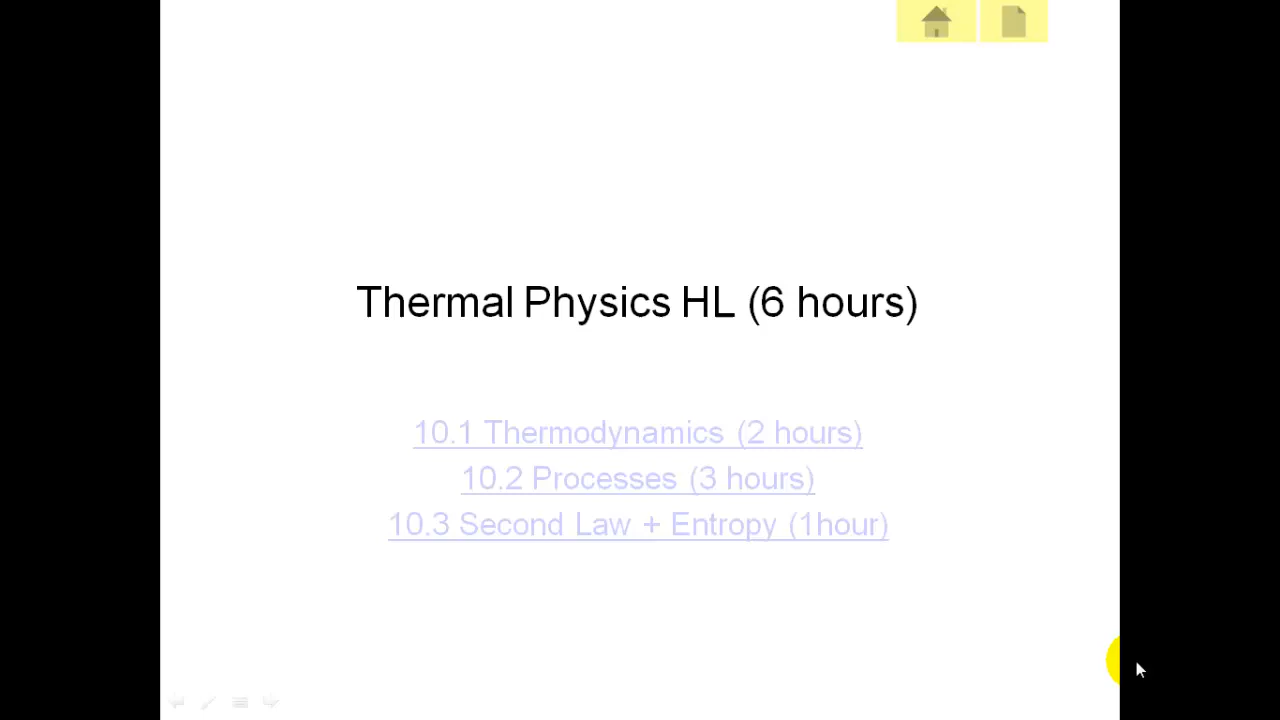 Thermal Physics HL (6 hours)
10.1 Thermodynamics (2 hours)
10.2 Processes (3 hours)
10.3 Second Law + Entropy (1hour)